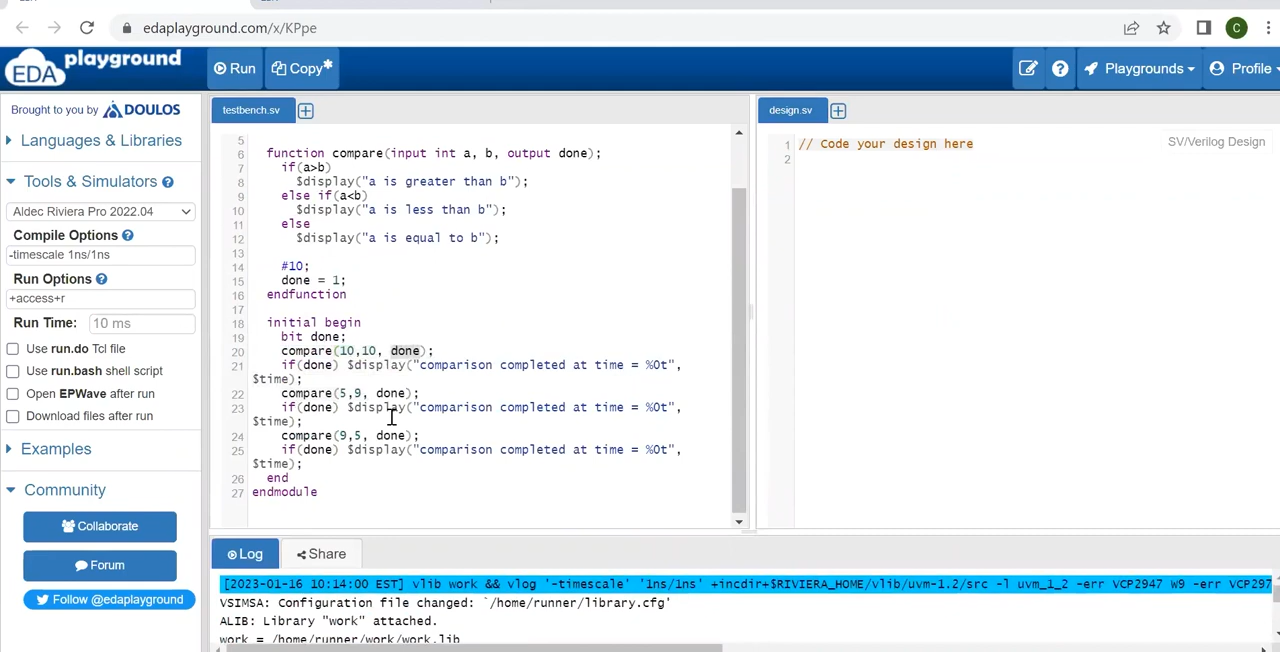 edaplayground.com/x/KPpe
C
EDA playground
Run
Copy*
Playgrounds
Profile
Brought to you by DOULOS
Languages & Libraries
Tools & Simulators
Aldec Riviera Pro 2022.04
Compile Options
-timescale 1ns/1ns
Run Options
+access+r
Run Time: 10 ms
Use run.do Tcl file
Use run.bash shell script
Open EPWave after run
Download files after run
Examples
Community
Collaborate
Forum
Follow @edaplayground
testbench.sv
5
6 function compare(input int a, b, output done);
7 if(a>b)
8 $display("a is greater than b");
9 else if(a<b)
10 $display("a is less than b");
11 else
12 $display("a is equal to b");
13
14 #10;
15 done = 1;
16 endfunction
17
18 initial begin
19 bit done;
20 compare(10,10, done);
21 if(done) $display("comparison completed at time = %0t",
$time);
22 compare(5,9, done);
23 if(done) $display("comparison completed at time = %0t",
$time);
24 compare(9,5, done);
25 if(done) $display("comparison completed at time = %0t",
$time);
26 end
27 endmodule
design.sv
1 // Code your design here
2
SV/Verilog Design
Log
Share
[2023-01-16 10:14:00 EST] vlib work && vlog '-timescale' '1ns/1ns' +incdir+$RIVIERA_HOME/vlib/uvm-1.2/src -l uvm_1_2 -err VCP2947 W9 -err VCP297
VSIMSA: Configuration file changed: `/home/runner/library.cfg'
ALIB: Library "work" attached.
work = /home/runner/work/work.lib